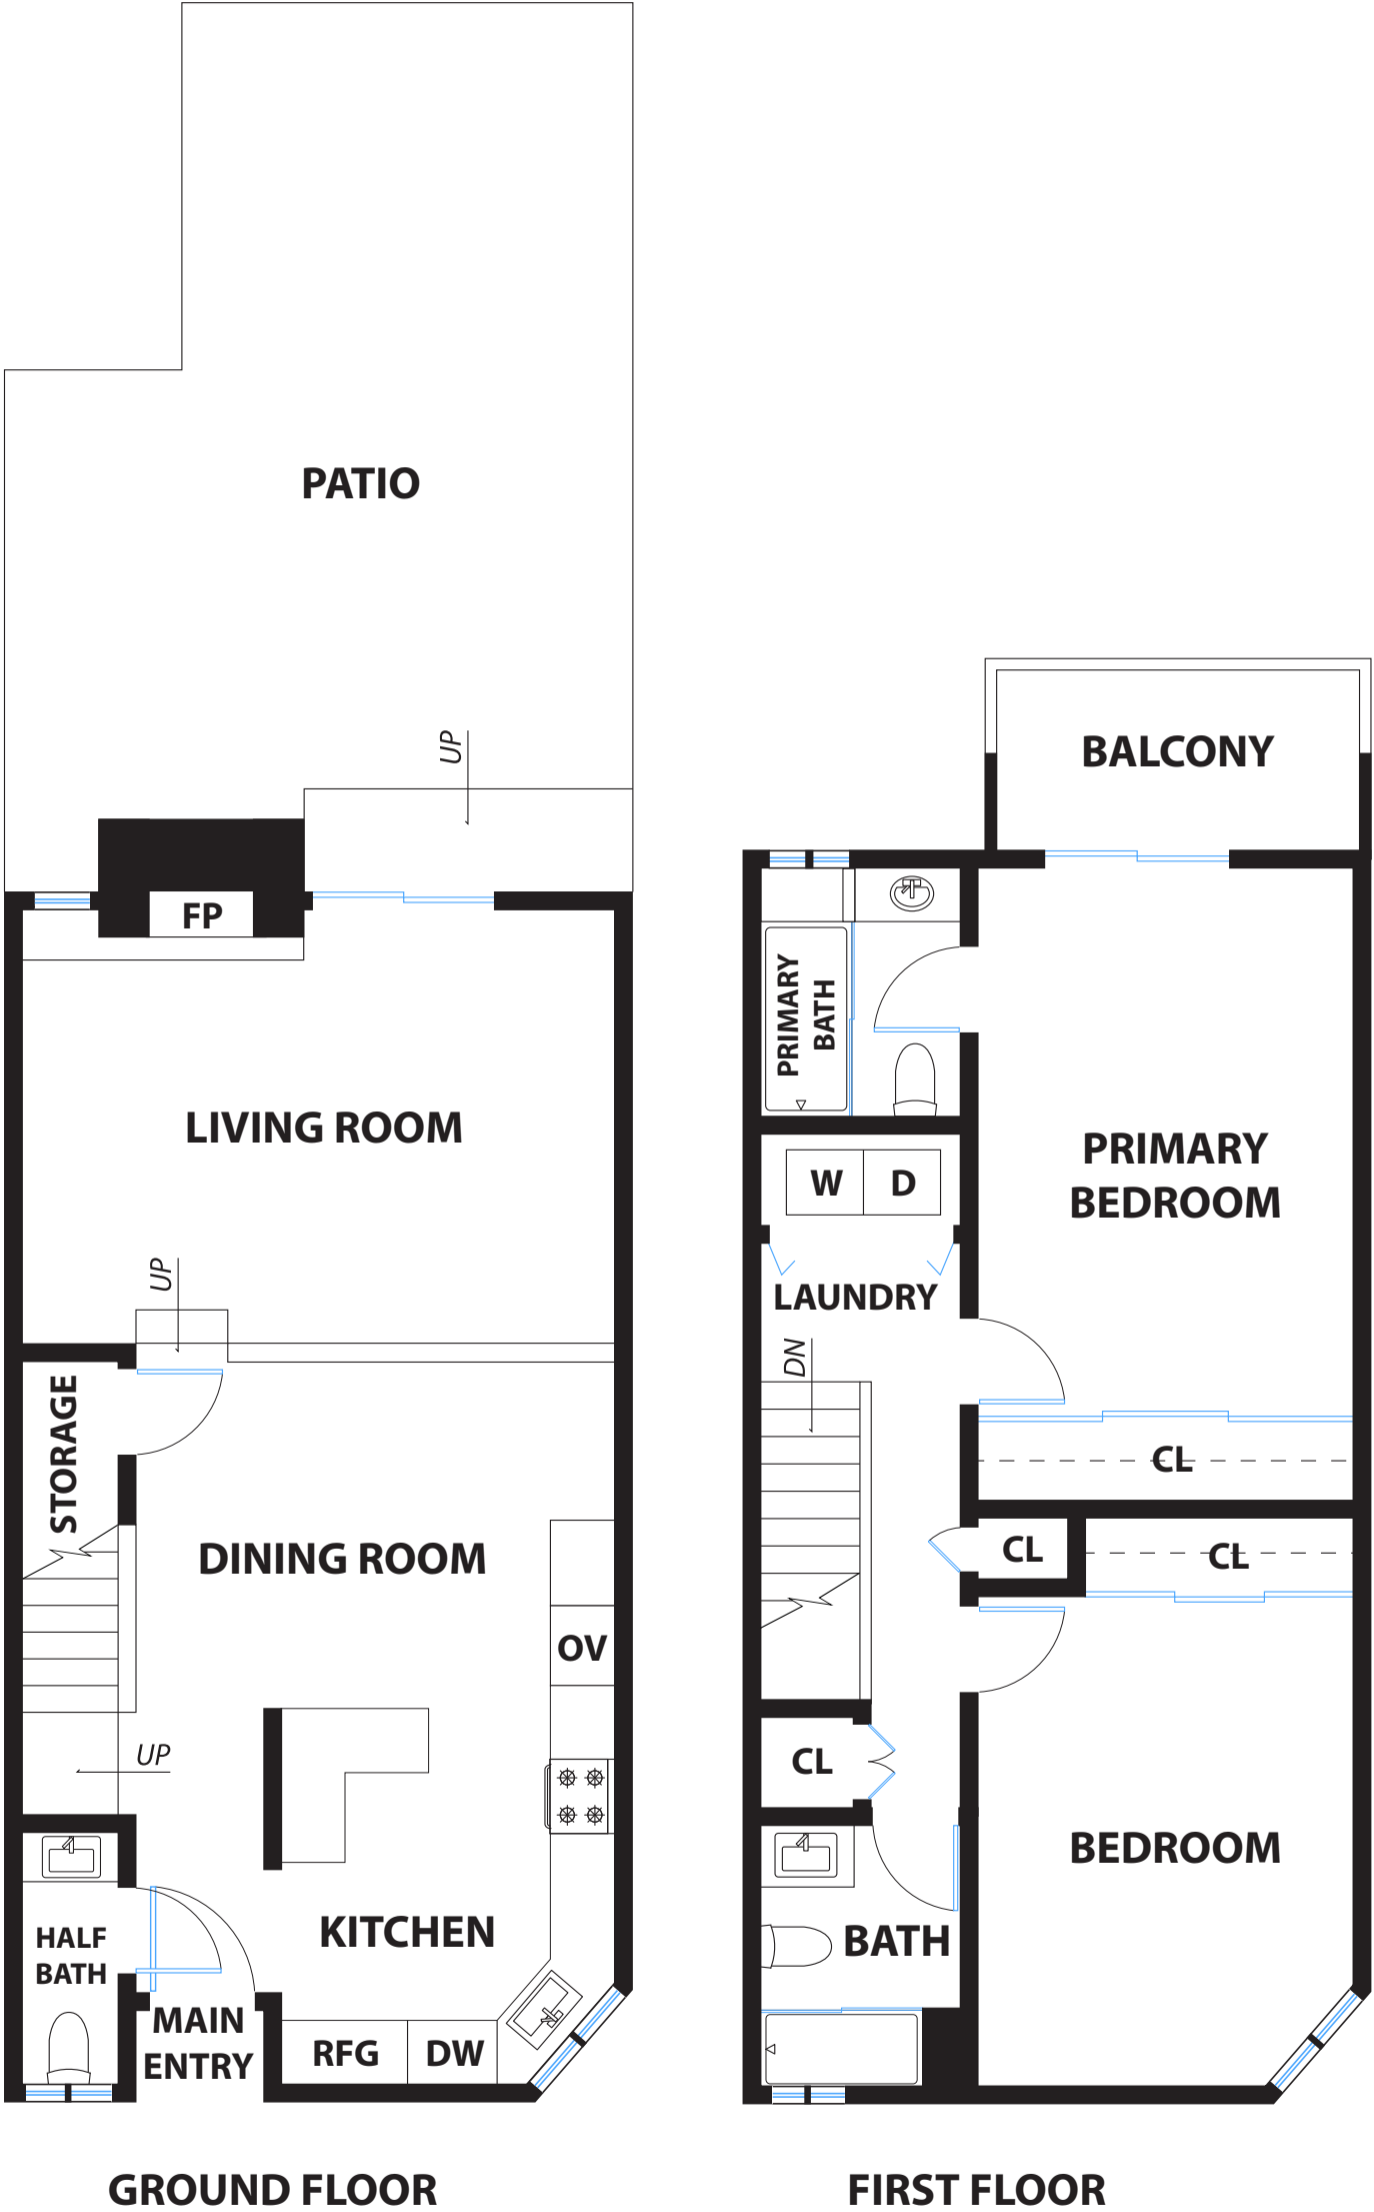 PATIO
UP
FP
LIVING ROOM
UP
STORAGE
DINING ROOM
OV
UP
KITCHEN
HALF
BATH
MAIN
ENTRY
RFG
DW
GROUND FLOOR
BALCONY
PRIMARY
BATH
PRIMARY
BEDROOM
W
D
LAUNDRY
DN
CL
CL
CL
CL
BEDROOM
BATH
FIRST FLOOR